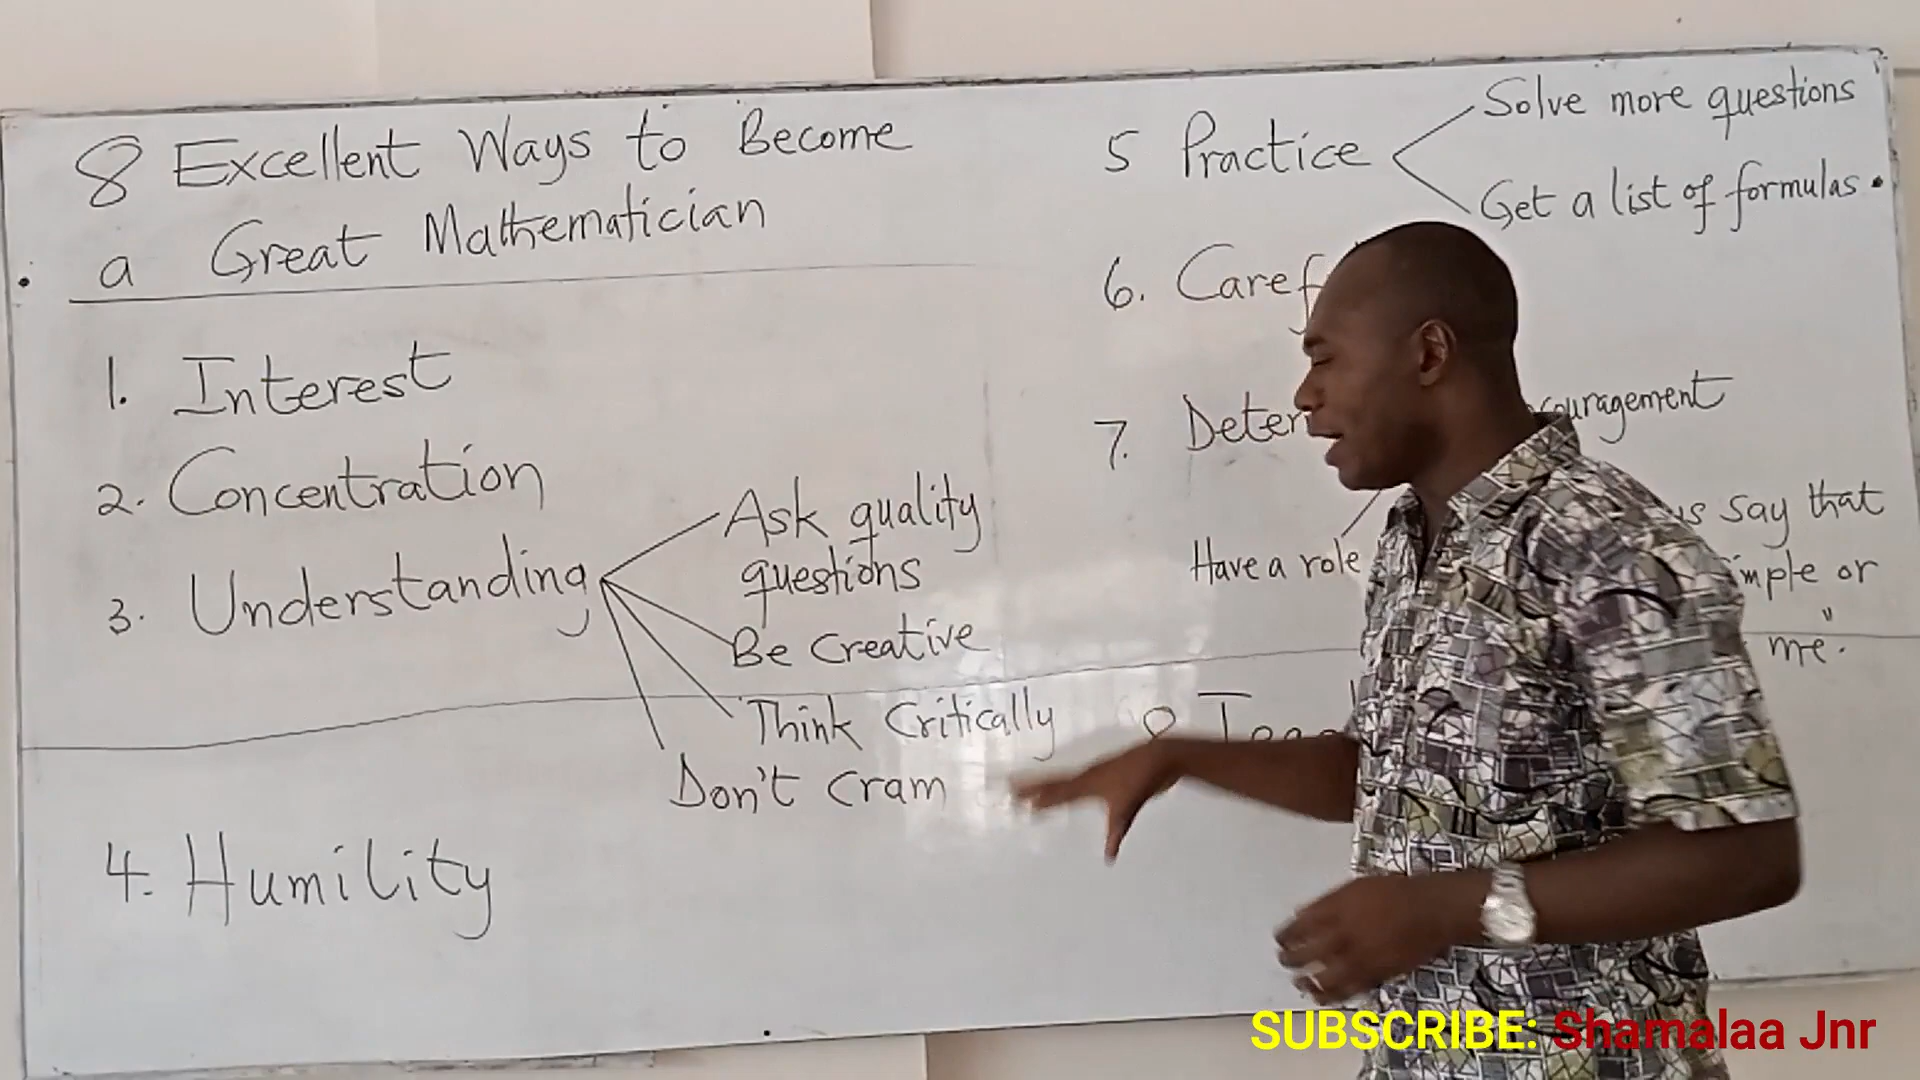 8 Excellent Ways to Become
a Great Mathematician
1. Interest
2. Concentration
3. Understanding
Ask quality
questions
Be Creative
Think Critically
Don't cram
4. Humility
5 Practice
Solve more questions
Get a list of formulas
6. Caref
7. Deter couragement
Have a role
say that
or
me."
SUBSCRIBE: Shamalaa Jnr